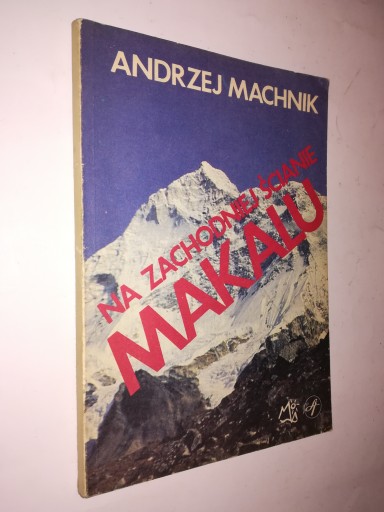 ANDRZEJ MACHNIK
NA ZACHODNIEJ ŚCIANIE
MAKALU